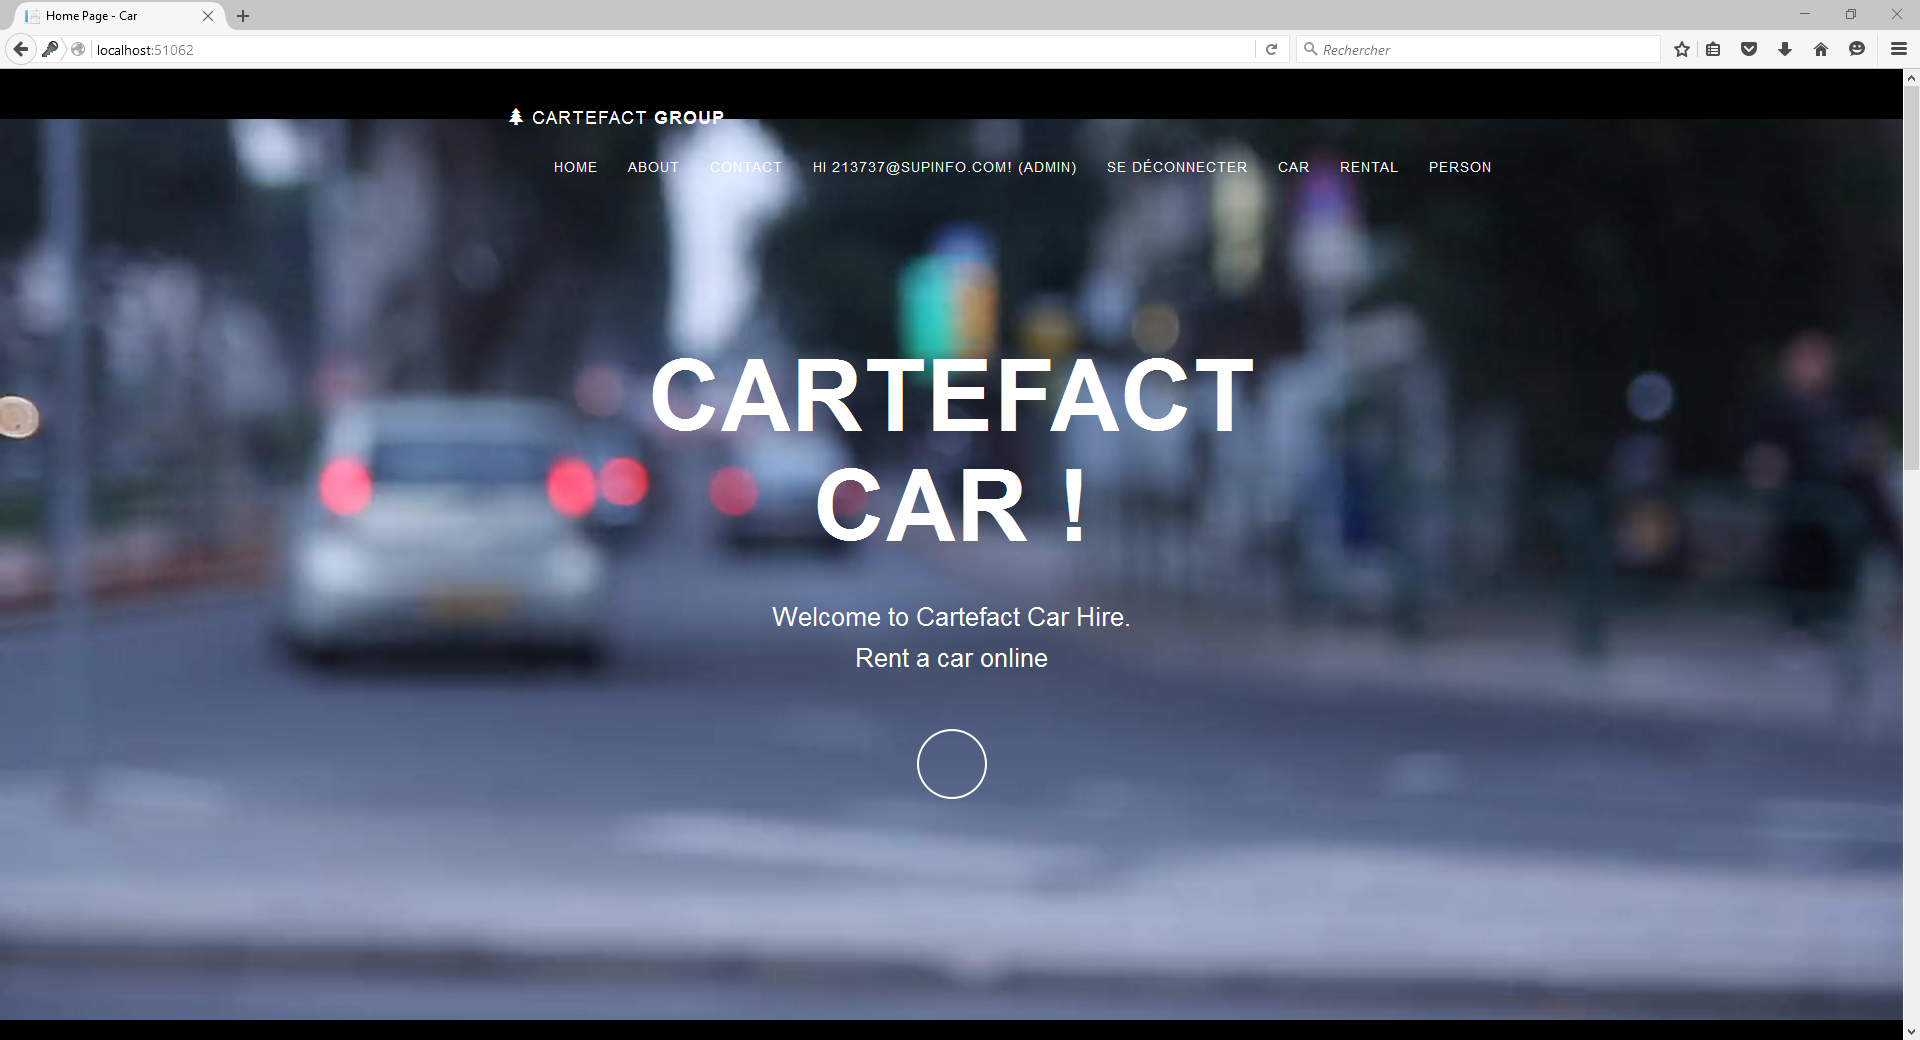 Home Page - Car
localhost:51062
Rechercher
CARTEFACT GROUP
HOME ABOUT CONTACT HI 213737@SUPINFO.COM! (ADMIN) SE DÉCONNECTER CAR RENTAL PERSON
CARTEFACT
CAR !
Welcome to Cartefact Car Hire.
Rent a car online